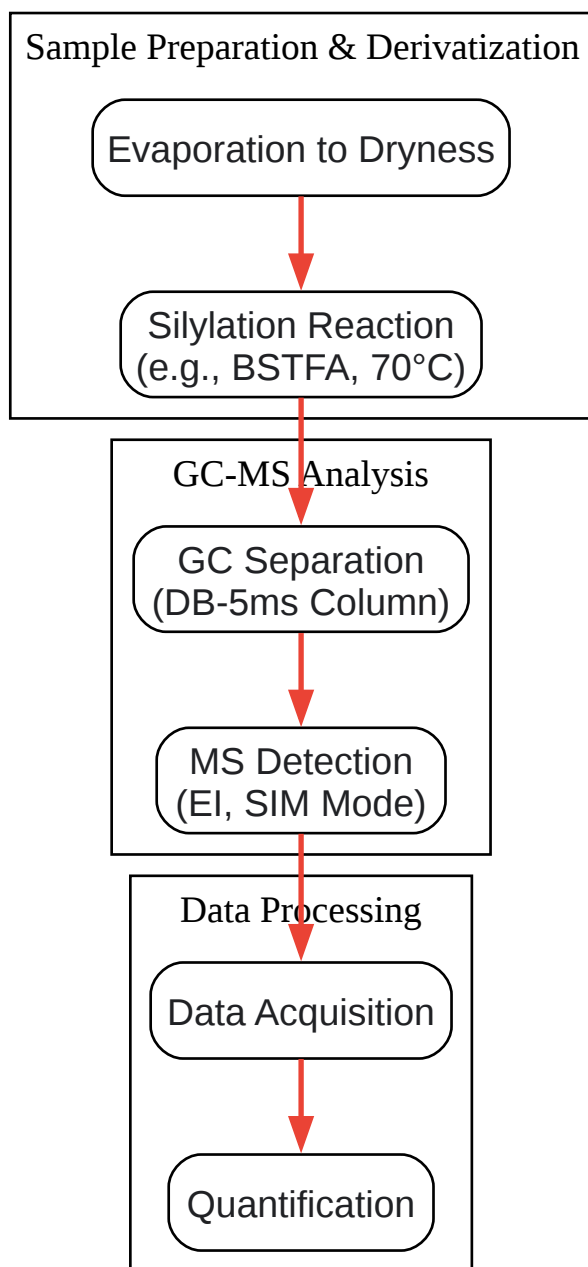 Sample Preparation & Derivatization
Evaporation to Dryness
Silylation Reaction
(e.g., BSTFA, 70°C)
GC-MS Analysis
GC Separation
(DB-5ms Column)
MS Detection
(EI, SIM Mode)
Data Processing
Data Acquisition
Quantification